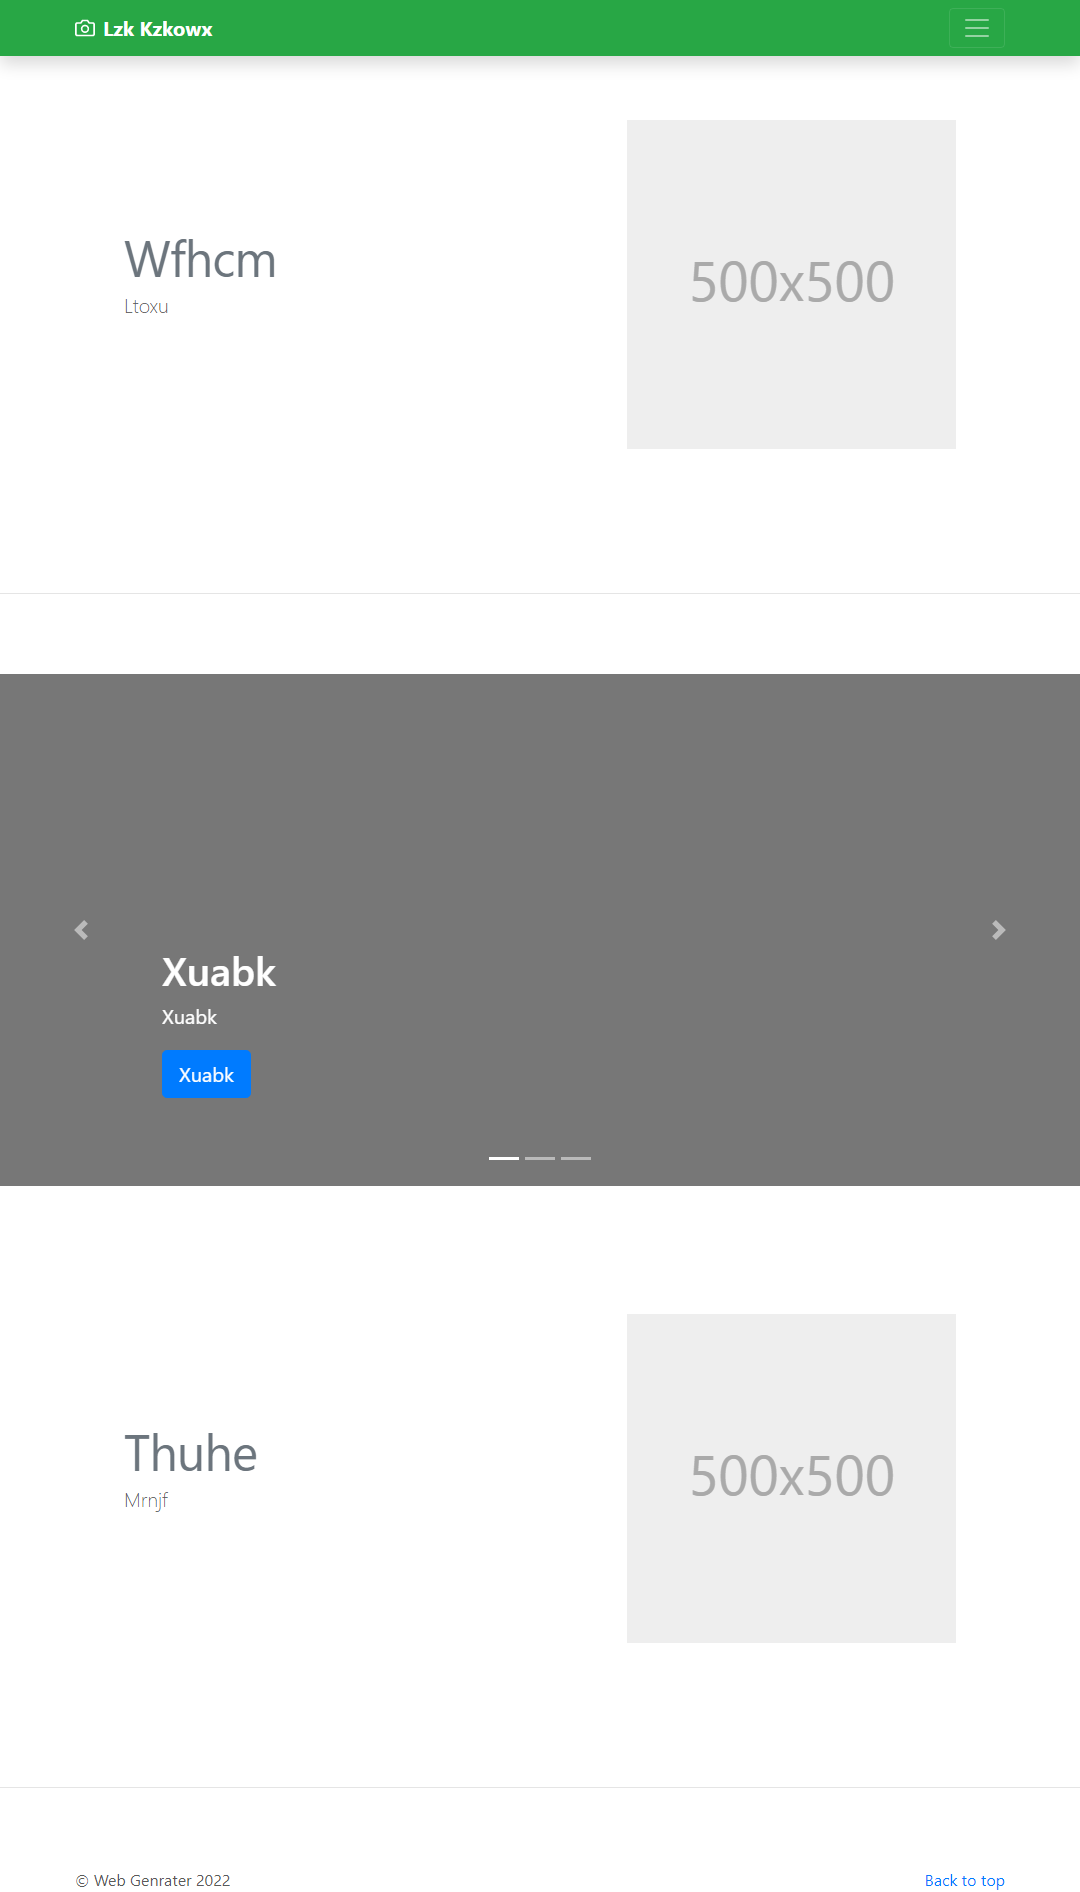 Lzk Kzkowx
Wfhcm
Ltoxu
500x500
Xuabk
Xuabk
Xuabk
Thuhe
Mrnjf
500x500
© Web Genrater 2022
Back to top